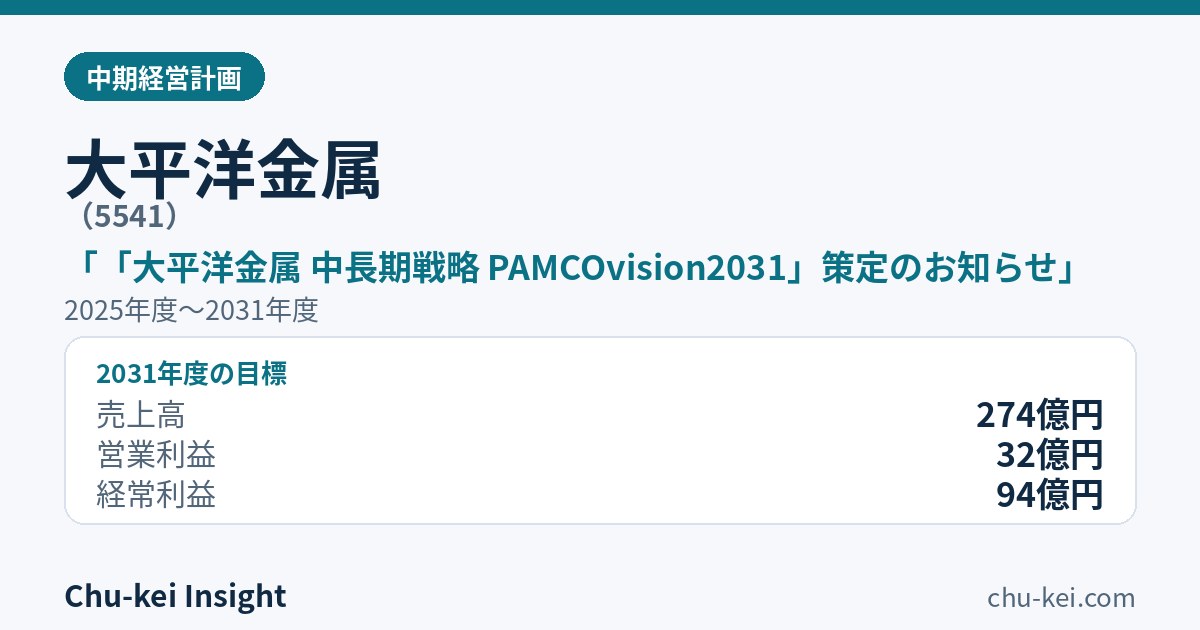 中期経営計画
大平洋金属
（5541）
「「大平洋金属 中長期戦略 PAMCOvision2031」策定のお知らせ」
2025年度～2031年度
2031年度の目標
売上高 274億円
営業利益 32億円
経常利益 94億円
Chu-kei Insight chu-kei.com